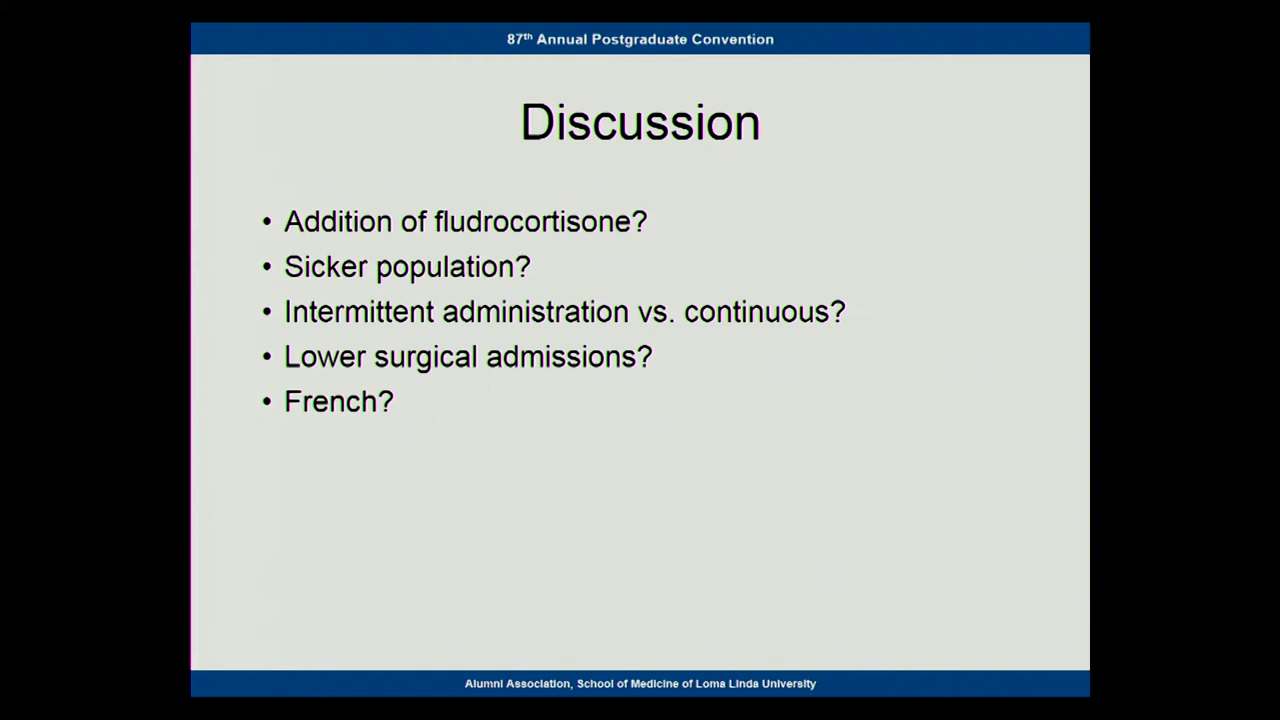 87th Annual Postgraduate Convention
Discussion
• Addition of fludrocortisone?
• Sicker population?
• Intermittent administration vs. continuous?
• Lower surgical admissions?
• French?
Alumni Association, School of Medicine of Loma Linda University